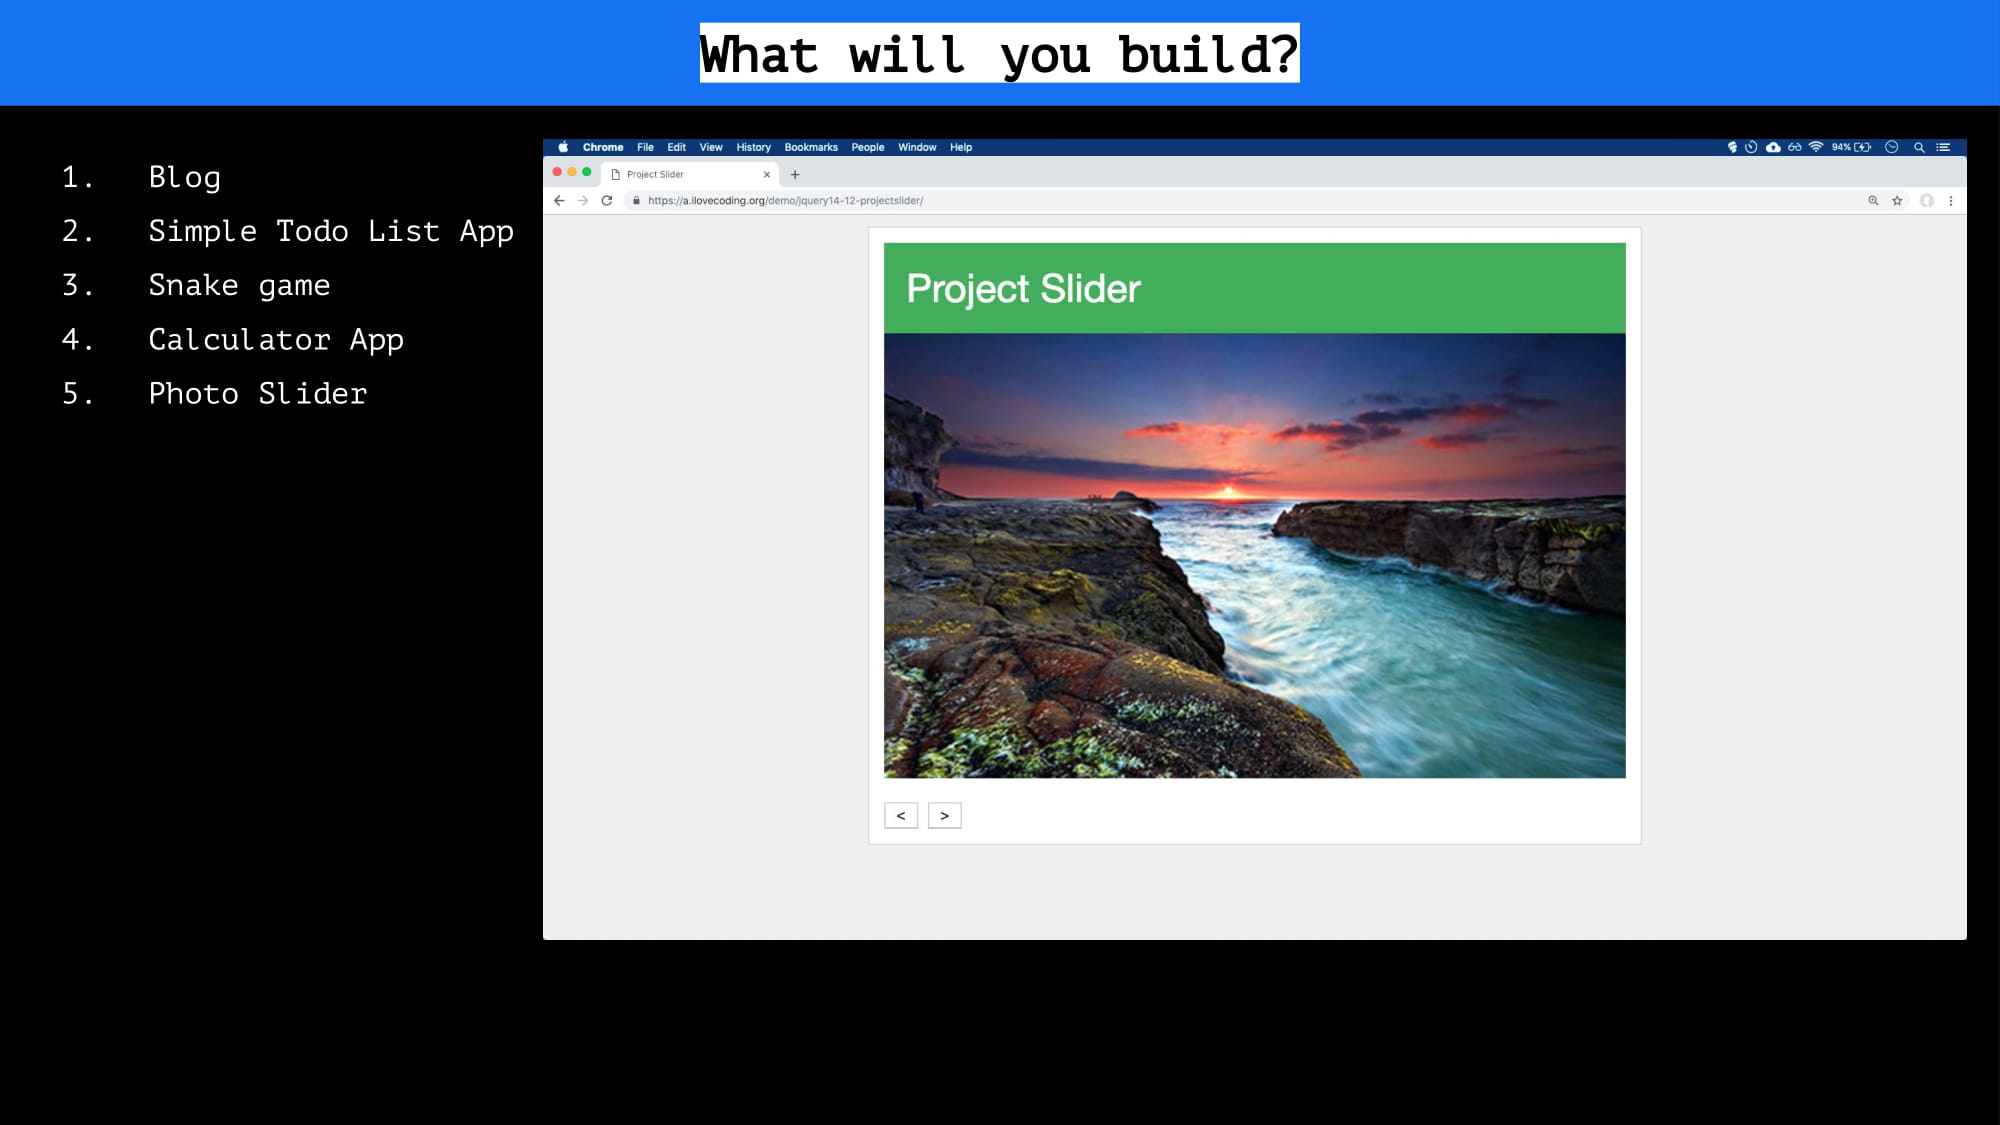 What will you build?
1. Blog
2. Simple Todo List App
3. Snake game
4. Calculator App
5. Photo Slider
Chrome File Edit View History Bookmarks People Window Help 94%
Project Slider
https://a.ilovecoding.org/demo/jquery14-12-projectslider/
Project Slider
< >